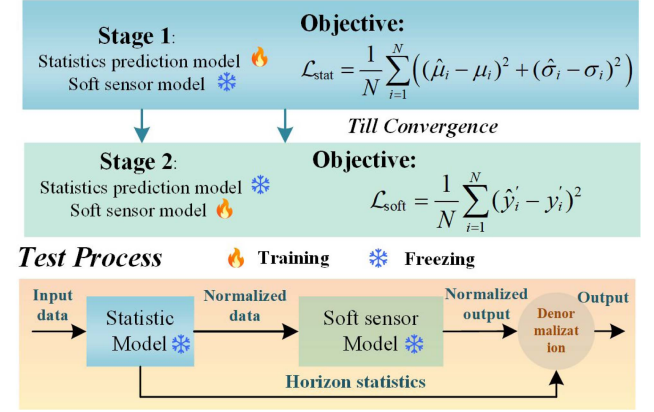 Stage 1:
Statistics prediction model
Soft sensor model
Objective:
ℒ_stat = 1/N ∑_{i=1}^{N} ((μ̂_i − μ_i)² + (σ̂_i − σ_i)²)
Till Convergence
Stage 2:
Statistics prediction model
Soft sensor model
Objective:
ℒ_soft = 1/N ∑_{i=1}^{N} (ŷ'_i − y'_i)²
Test Process
Training
Freezing
Input
data
Statistic
Model
Normalized
data
Soft sensor
Model
Normalized
output
Denor
malizat
ion
Output
Horizon statistics